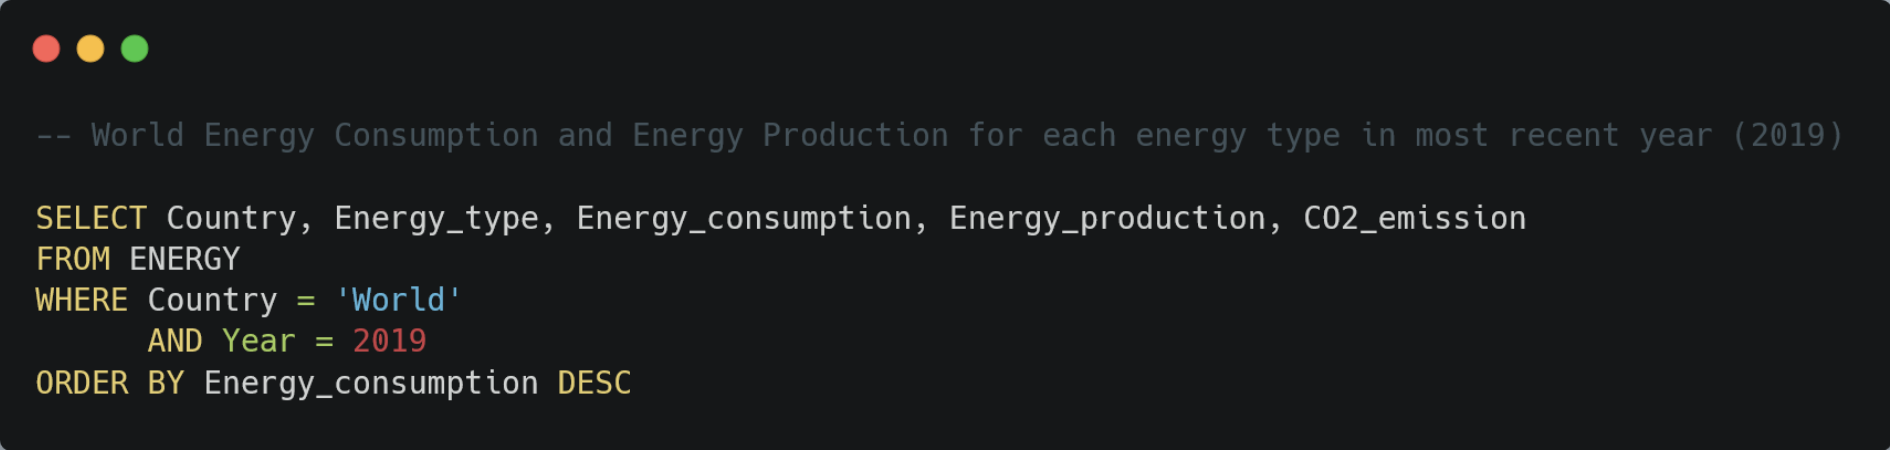 -- World Energy Consumption and Energy Production for each energy type in most recent year (2019)
SELECT Country, Energy_type, Energy_consumption, Energy_production, CO2_emission
FROM ENERGY
WHERE Country = 'World'
      AND Year = 2019
ORDER BY Energy_consumption DESC